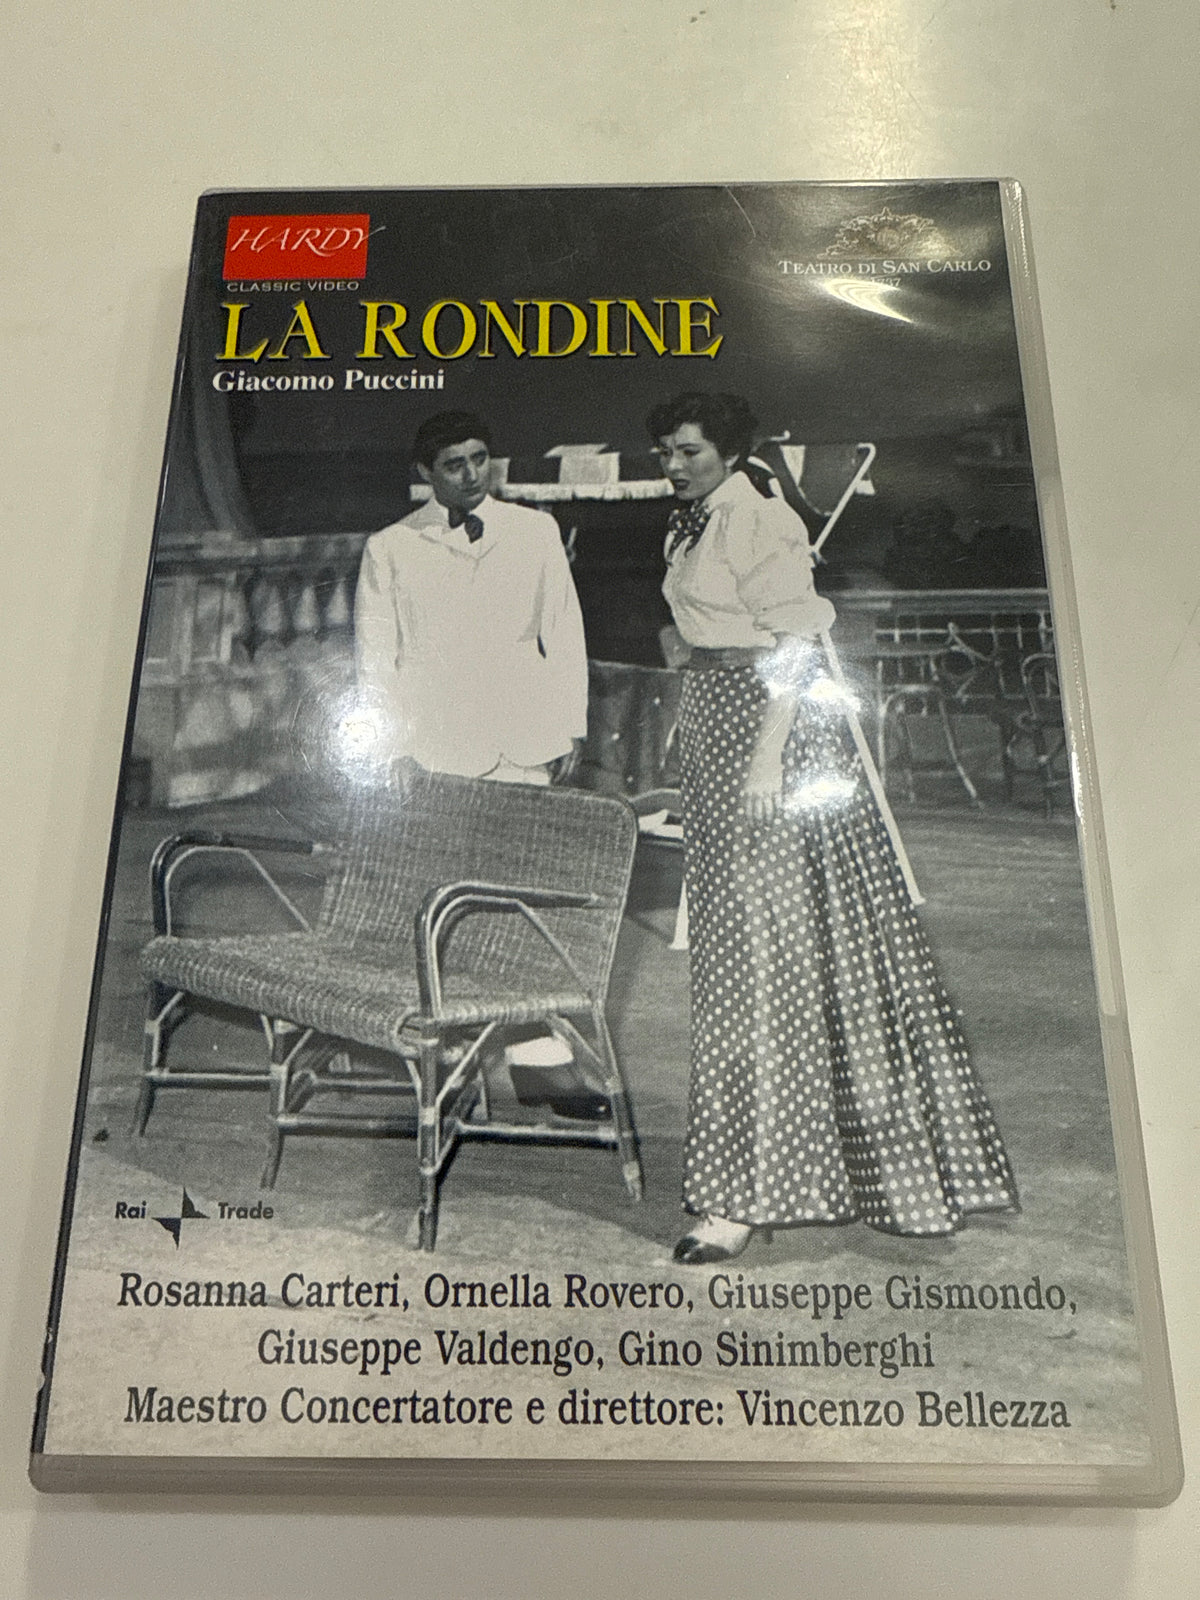 HARDY
CLASSIC VIDEO
TEATRO DI SAN CARLO
LA RONDINE
Giacomo Puccini
Rai Trade
Rosanna Carteri, Ornella Rovero, Giuseppe Gismondo,
Giuseppe Valdengo, Gino Sinimberghi
Maestro Concertatore e direttore: Vincenzo Bellezza